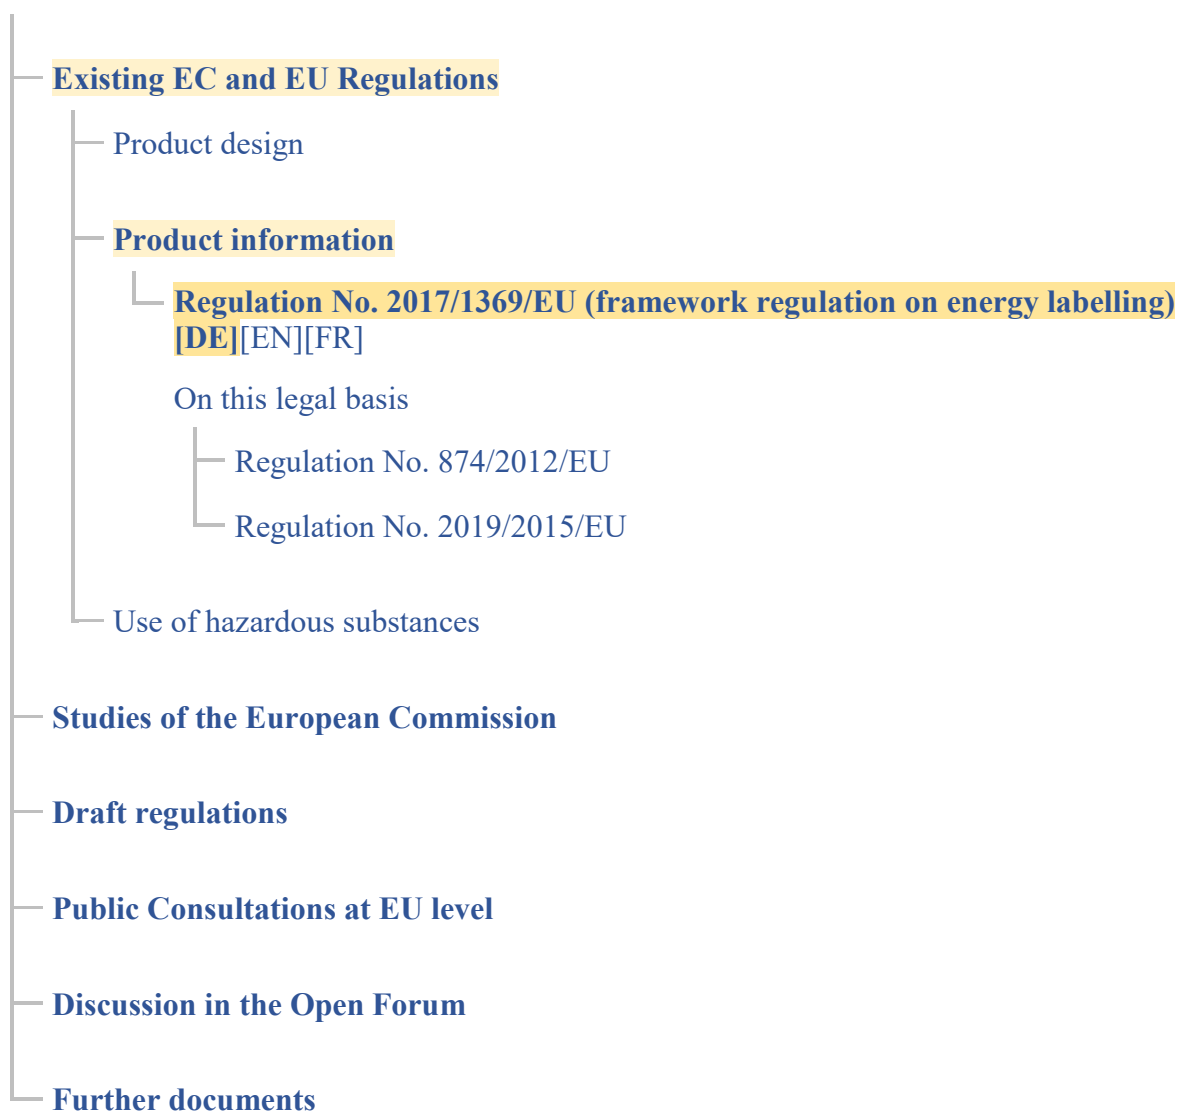 Existing EC and EU Regulations
Product design
Product information
Regulation No. 2017/1369/EU (framework regulation on energy labelling)
[DE][EN][FR]
On this legal basis
Regulation No. 874/2012/EU
Regulation No. 2019/2015/EU
Use of hazardous substances
Studies of the European Commission
Draft regulations
Public Consultations at EU level
Discussion in the Open Forum
Further documents